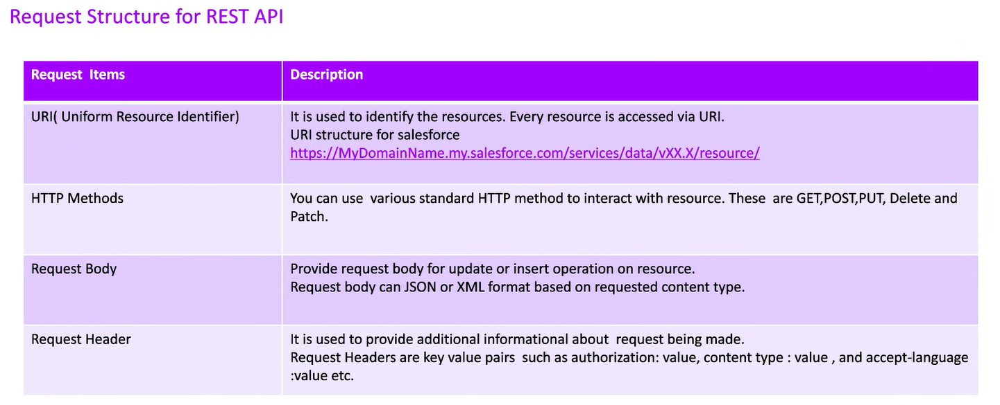 Request Structure for REST API
Request Items
Description
URI( Uniform Resource Identifier)
It is used to identify the resources. Every resource is accessed via URI.
URI structure for salesforce
https://MyDomainName.my.salesforce.com/services/data/vXX.X/resource/
HTTP Methods
You can use various standard HTTP method to interact with resource. These are GET,POST,PUT, Delete and
Patch.
Request Body
Provide request body for update or insert operation on resource.
Request body can JSON or XML format based on requested content type.
Request Header
It is used to provide additional informational about request being made.
Request Headers are key value pairs such as authorization: value, content type : value , and accept-language
:value etc.